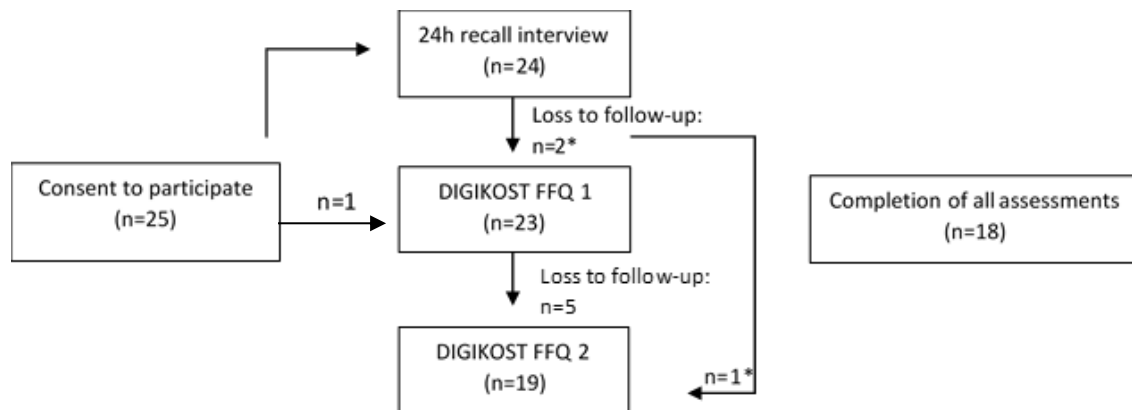 24h recall interview
(n=24)
Loss to follow-up:
n=2*
Consent to participate
(n=25)
n=1
DIGIKOST FFQ 1
(n=23)
Completion of all assessments
(n=18)
Loss to follow-up:
n=5
DIGIKOST FFQ 2
(n=19)
n=1*